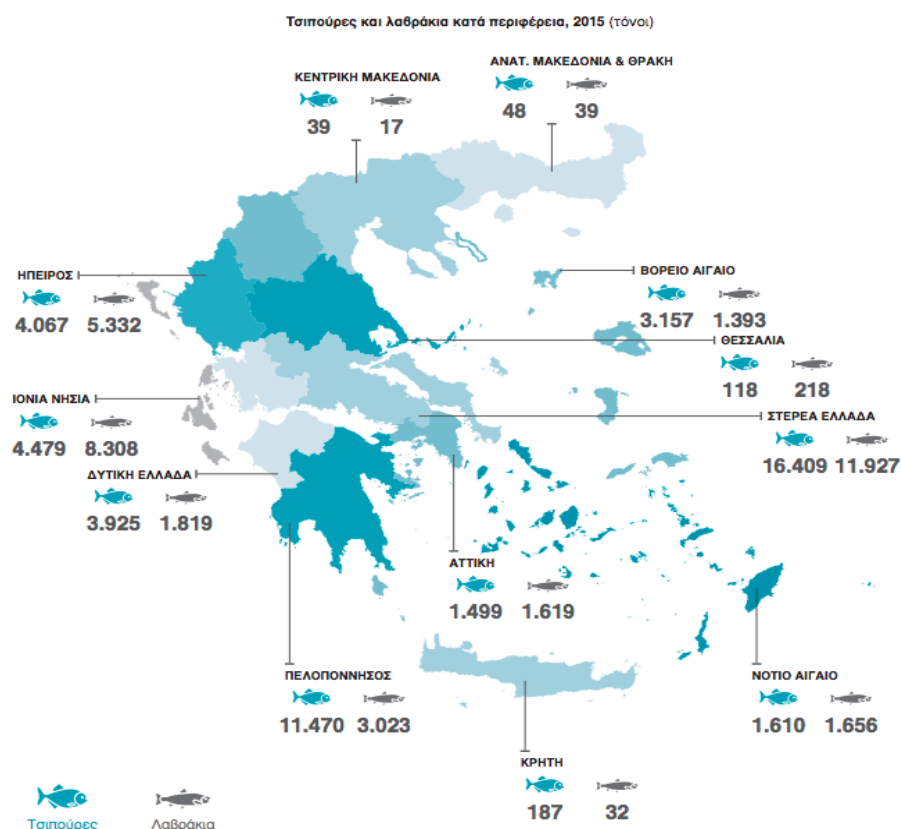 Τσιπούρες και λαβράκια κατά περιφέρεια, 2015 (τόνοι)
ΑΝΑΤ. ΜΑΚΕΔΟΝΙΑ & ΘΡΑΚΗ
48 39
ΚΕΝΤΡΙΚΗ ΜΑΚΕΔΟΝΙΑ
39 17
ΗΠΕΙΡΟΣ
4.067 5.332
ΒΟΡΕΙΟ ΑΙΓΑΙΟ
3.157 1.393
ΘΕΣΣΑΛΙΑ
118 218
ΙΟΝΙΑ ΝΗΣΙΑ
4.479 8.308
ΣΤΕΡΕΑ ΕΛΛΑΔΑ
16.409 11.927
ΔΥΤΙΚΗ ΕΛΛΑΔΑ
3.925 1.819
ΑΤΤΙΚΗ
1.499 1.619
ΠΕΛΟΠΟΝΝΗΣΟΣ
11.470 3.023
ΝΟΤΙΟ ΑΙΓΑΙΟ
1.610 1.656
ΚΡΗΤΗ
187 32
Τσιπούρες Λαβράκια